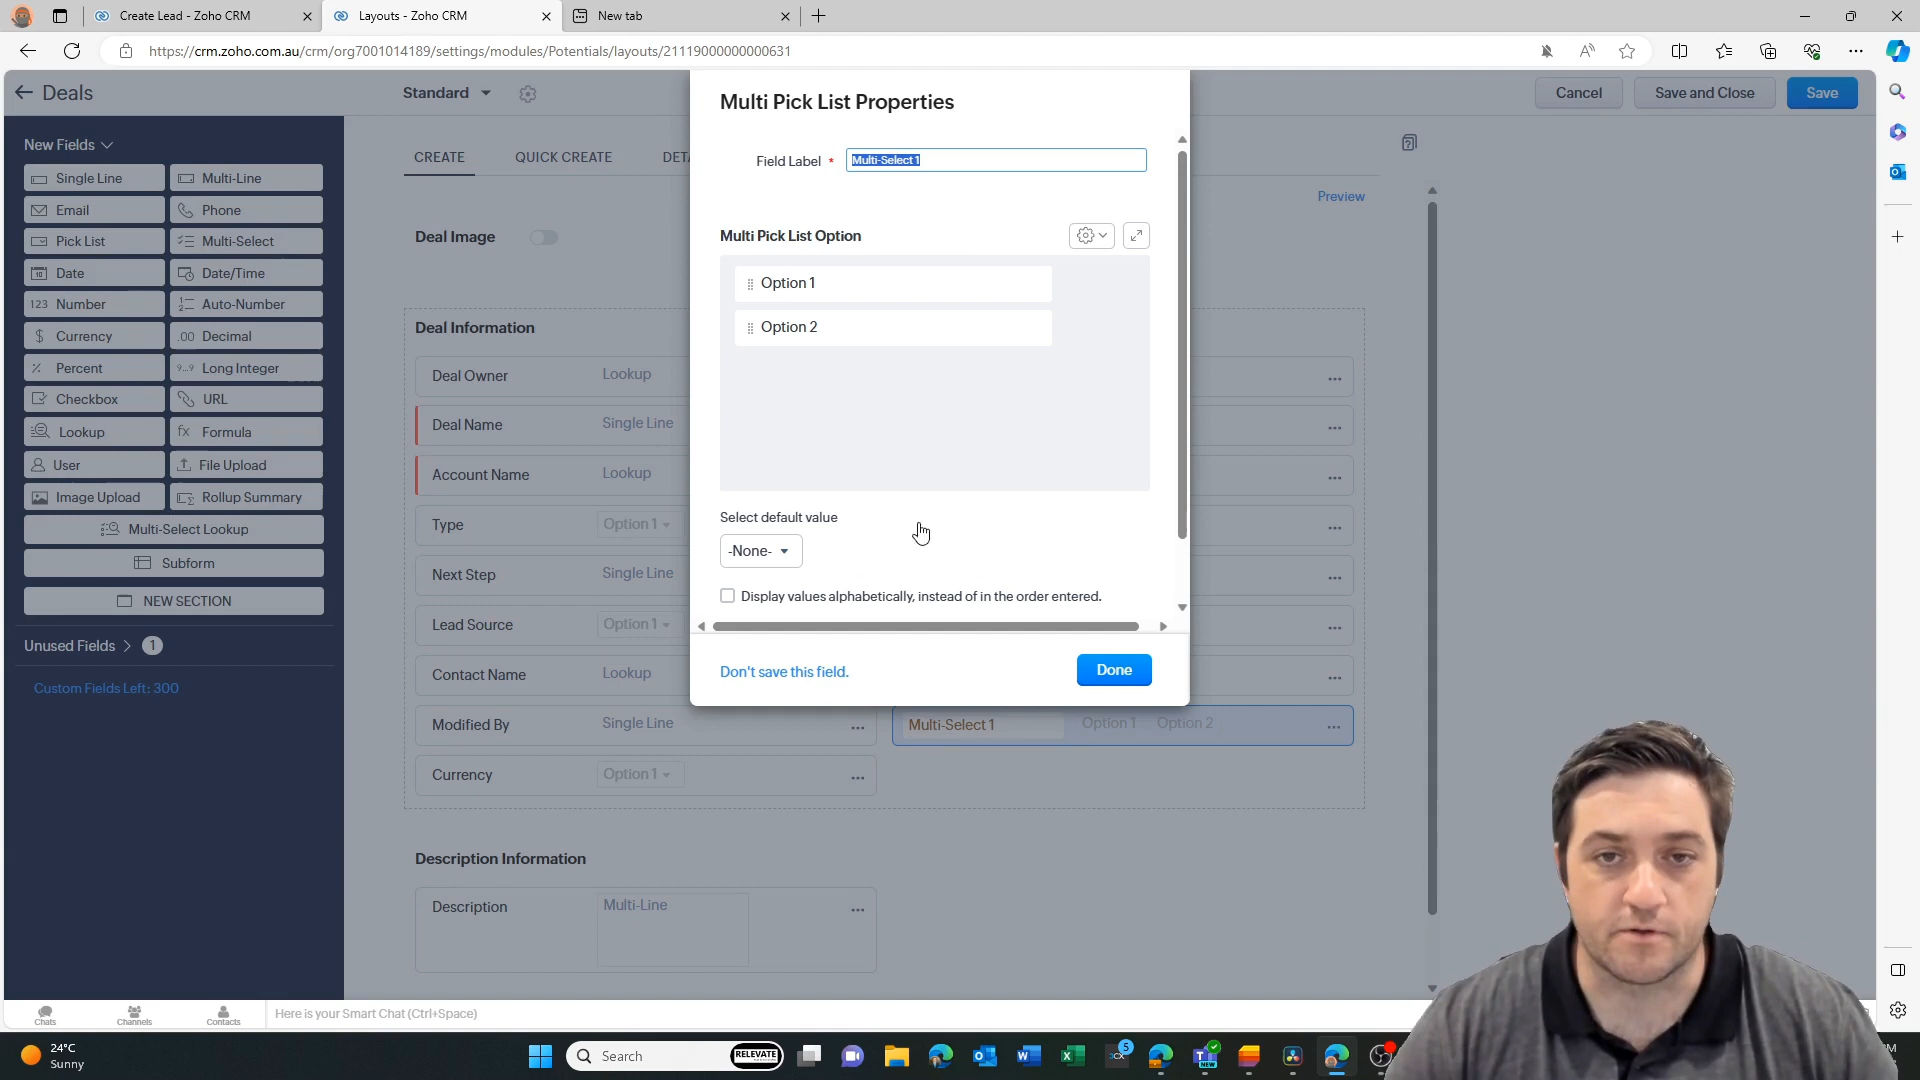 Create Lead - Zoho CRM
Layouts - Zoho CRM
New tab
https://crm.zoho.com.au/crm/org7001014189/settings/modules/Potentials/layouts/21119000000000631
Deals
Standard
Cancel
Save and Close
Save
New Fields
Single Line
Multi-Line
Email
Phone
Pick List
Multi-Select
Date
Date/Time
Number
Auto-Number
Currency
Decimal
Percent
Long Integer
Checkbox
URL
Lookup
Formula
User
File Upload
Image Upload
Rollup Summary
Multi-Select Lookup
Subform
NEW SECTION
Unused Fields > 1
Custom Fields Left: 300
CREATE
QUICK CREATE
DETA
Preview
Deal Image
Deal Information
Deal Owner Lookup
Deal Name Single Line
Account Name Lookup
Type Option 1
Next Step Single Line
Lead Source Option 1
Contact Name Lookup
Modified By Single Line
Multi-Select 1 Option 1 Option 2
Currency Option 1
Description Information
Description Multi-Line
Multi Pick List Properties
Field Label * Multi-Select 1
Multi Pick List Option
Option 1
Option 2
Select default value
-None-
Display values alphabetically, instead of in the order entered.
Don't save this field.
Done
Chats
Channels
Contacts
Here is your Smart Chat (Ctrl+Space)
24°C
Sunny
Search
RELEVATE
5
NEW